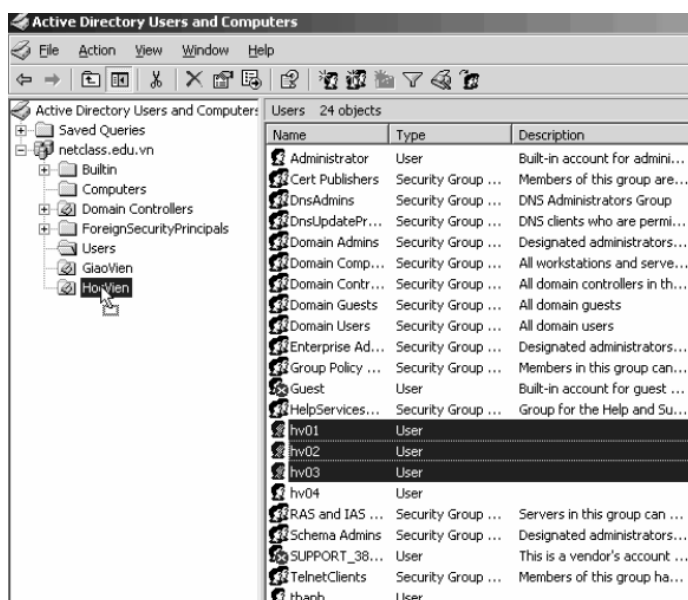 Active Directory Users and Computers
File Action View Window Help
Active Directory Users and Computers
Saved Queries
netclass.edu.vn
Builtin
Computers
Domain Controllers
ForeignSecurityPrincipals
Users
GiaoVien
HocVien
Users 24 objects
Name Type Description
Administrator User Built-in account for admini...
Cert Publishers Security Group ... Members of this group are...
DnsAdmins Security Group ... DNS Administrators Group
DnsUpdatePr... Security Group ... DNS clients who are permi...
Domain Admins Security Group ... Designated administrators...
Domain Comp... Security Group ... All workstations and serve...
Domain Contr... Security Group ... All domain controllers in th...
Domain Guests Security Group ... All domain guests
Domain Users Security Group ... All domain users
Enterprise Ad... Security Group ... Designated administrators...
Group Policy ... Security Group ... Members in this group can...
Guest User Built-in account for guest ...
HelpServices... Security Group ... Group for the Help and Su...
hv01 User
hv02 User
hv03 User
hv04 User
RAS and IAS ... Security Group ... Servers in this group can ...
Schema Admins Security Group ... Designated administrators...
SUPPORT_38... User This is a vendor's account ...
TelnetClients Security Group ... Members of this group ha...
User